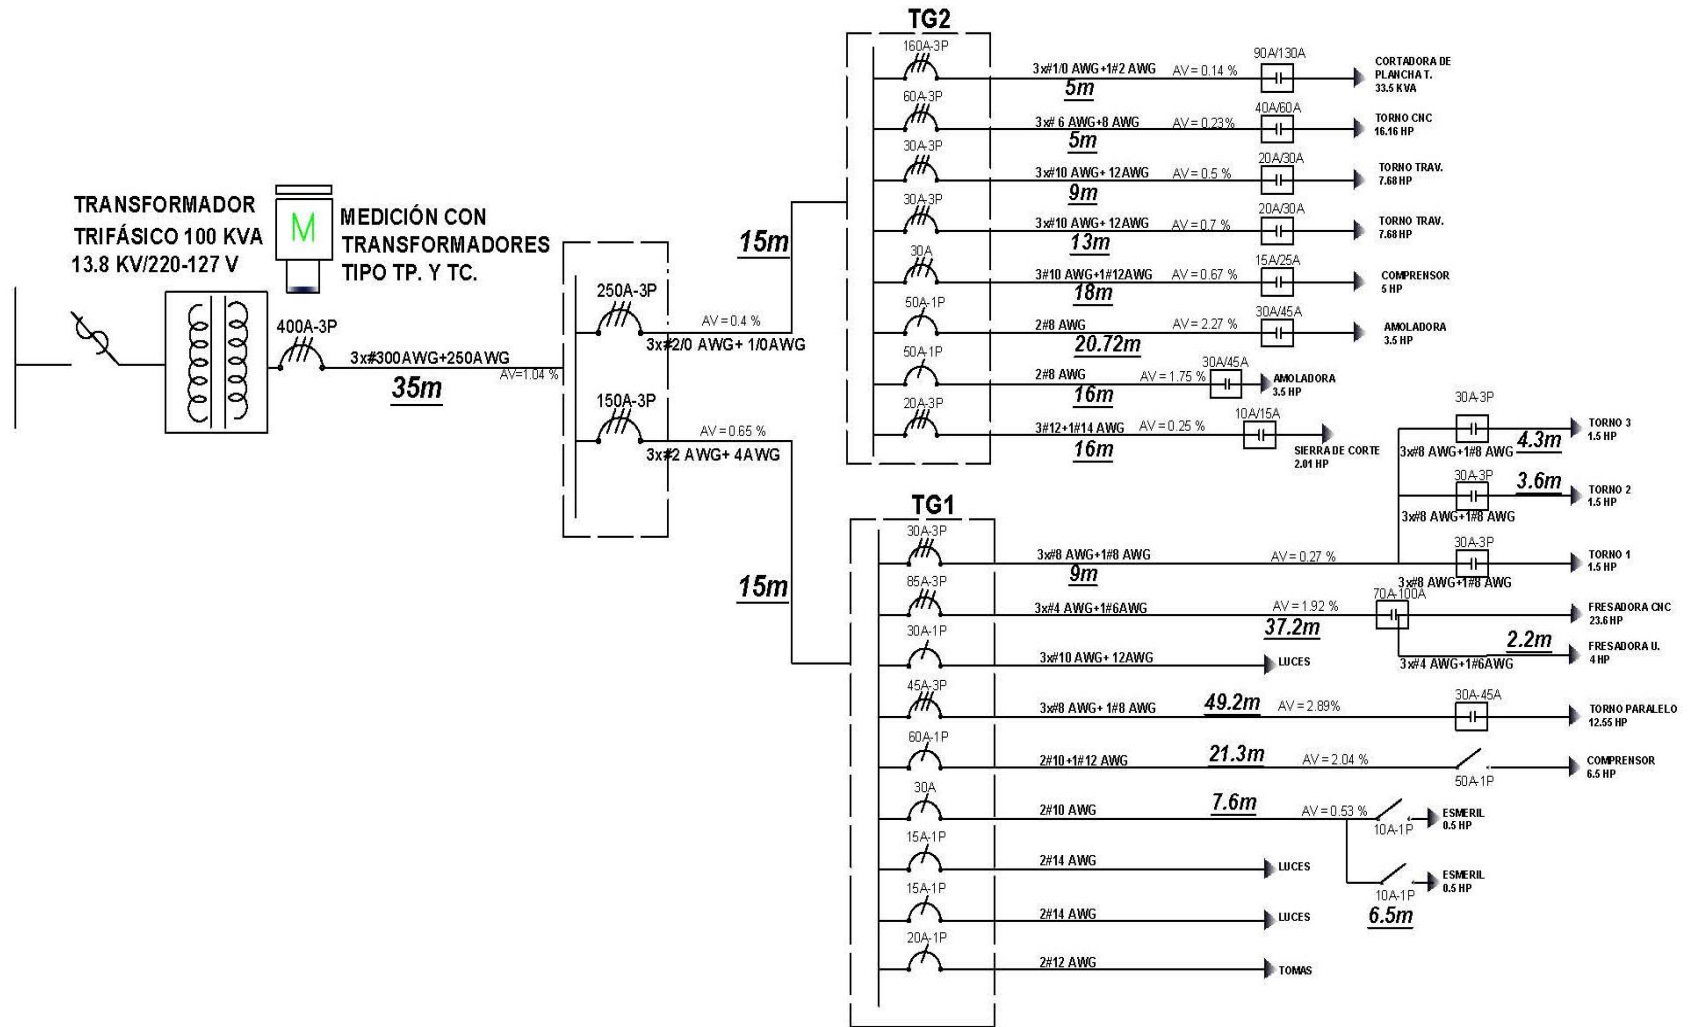 TRANSFORMADOR
TRIFÁSICO 100 KVA
13.8 KV/220-127 V
M
MEDICIÓN CON
TRANSFORMADORES
TIPO TP. Y TC.
400A-3P
3x#300AWG+250AWG
AV=1.04 %
35m
250A-3P
AV = 0.4 %
3x#2/0 AWG+ 1/0AWG
15m
150A-3P
AV = 0.65 %
3x#2 AWG+ 4AWG
15m
TG2
160A-3P
3x#1/0 AWG+1#2 AWG
AV = 0.14 %
5m
90A/130A
CORTADORA DE
PLANCHA T.
33.5 KVA
60A-3P
3x# 6 AWG+8 AWG
AV = 0.23%
5m
40A/60A
TORNO CNC
16.16 HP
30A-3P
3x#10 AWG+ 12AWG
AV = 0.5 %
9m
20A/30A
TORNO TRAV.
7.68 HP
30A-3P
3x#10 AWG+ 12AWG
AV = 0.7 %
13m
20A/30A
TORNO TRAV.
7.68 HP
30A
3#10 AWG+1#12AWG
AV = 0.67 %
18m
15A/25A
COMPRENSOR
5 HP
50A-1P
2#8 AWG
AV = 2.27 %
20.72m
30A/45A
AMOLADORA
3.5 HP
50A-1P
2#8 AWG
AV = 1.75 %
16m
30A/45A
AMOLADORA
3.5 HP
20A-3P
3#12+1#14 AWG
AV = 0.25 %
16m
10A/15A
SIERRA DE CORTE
2.01 HP
TG1
30A-3P
3x#8 AWG+1#8 AWG
9m
AV = 0.27 %
30A-3P
3x#8 AWG+1#8 AWG
4.3m
TORNO 3
1.5 HP
30A-3P
3x#8 AWG+1#8 AWG
3.6m
TORNO 2
1.5 HP
30A-3P
3x#8 AWG+1#8 AWG
TORNO 1
1.5 HP
85A-3P
3x#4 AWG+1#6AWG
AV = 1.92 %
37.2m
70A-100A
FRESADORA CNC
23.6 HP
3x#4 AWG+1#6AWG
2.2m
FRESADORA U.
4 HP
30A-1P
3x#10 AWG+ 12AWG
LUCES
45A-3P
3x#8 AWG+ 1#8 AWG
49.2m
AV = 2.89%
30A-45A
TORNO PARALELO
12.55 HP
60A-1P
2#10 +1#12 AWG
21.3m
AV = 2.04 %
50A-1P
COMPRENSOR
6.5 HP
30A
2#10 AWG
7.6m
AV = 0.53 %
10A-1P
ESMERIL
0.5 HP
10A-1P
6.5m
ESMERIL
0.5 HP
15A-1P
2#14 AWG
LUCES
15A-1P
2#14 AWG
LUCES
20A-1P
2#12 AWG
TOMAS